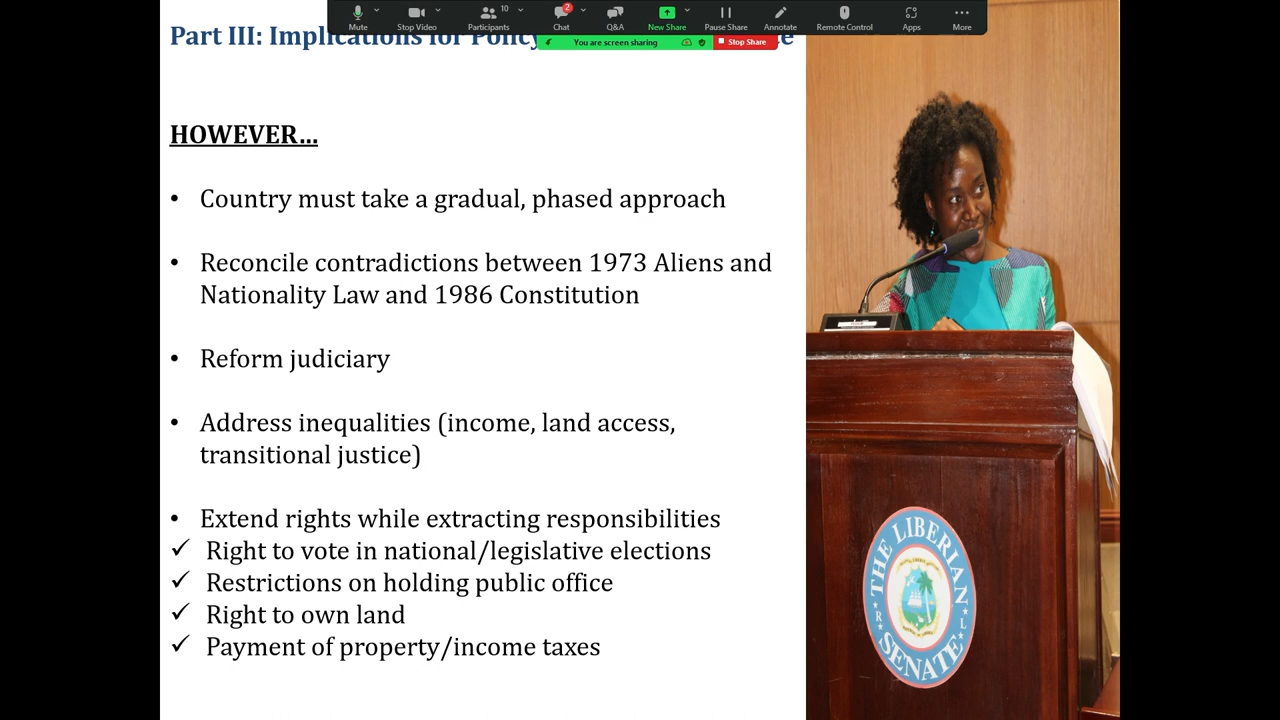 10
2
Mute
Stop Video
Participants
Chat
Q&A
New Share
Pause Share
Annotate
Remote Control
Apps
More
You are screen sharing
Stop Share
Part III: Implications for Policy
HOWEVER…
• Country must take a gradual, phased approach
• Reconcile contradictions between 1973 Aliens and
Nationality Law and 1986 Constitution
• Reform judiciary
• Address inequalities (income, land access,
transitional justice)
• Extend rights while extracting responsibilities
✓ Right to vote in national/legislative elections
✓ Restrictions on holding public office
✓ Right to own land
✓ Payment of property/income taxes
THE LIBERIAN
R L
SENATE